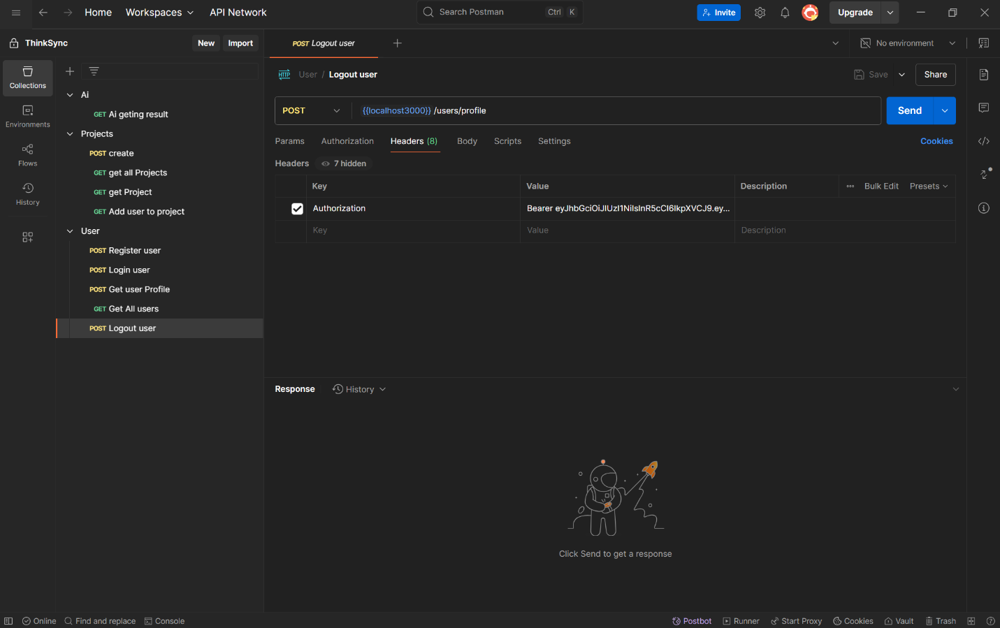 Home Workspaces API Network Search Postman Ctrl K Invite Upgrade
ThinkSync New Import POST Logout user No environment
Collections
Environments
Flows
History
Ai
GET Ai geting result
Projects
POST create
GET get all Projects
GET get Project
GET Add user to project
User
POST Register user
POST Login user
POST Get user Profile
GET Get All users
POST Logout user
HTTP User / Logout user Save Share
POST {{localhost3000}} /users/profile Send
Params Authorization Headers (8) Body Scripts Settings Cookies
Headers 7 hidden
Key Value Description Bulk Edit Presets
Authorization Bearer eyJhbGciOiJIUzI1NiIsInR5cCI6IkpXVCJ9.ey...
Key Value Description
Response History
Click Send to get a response
Online Find and replace Console Postbot Runner Start Proxy Cookies Vault Trash